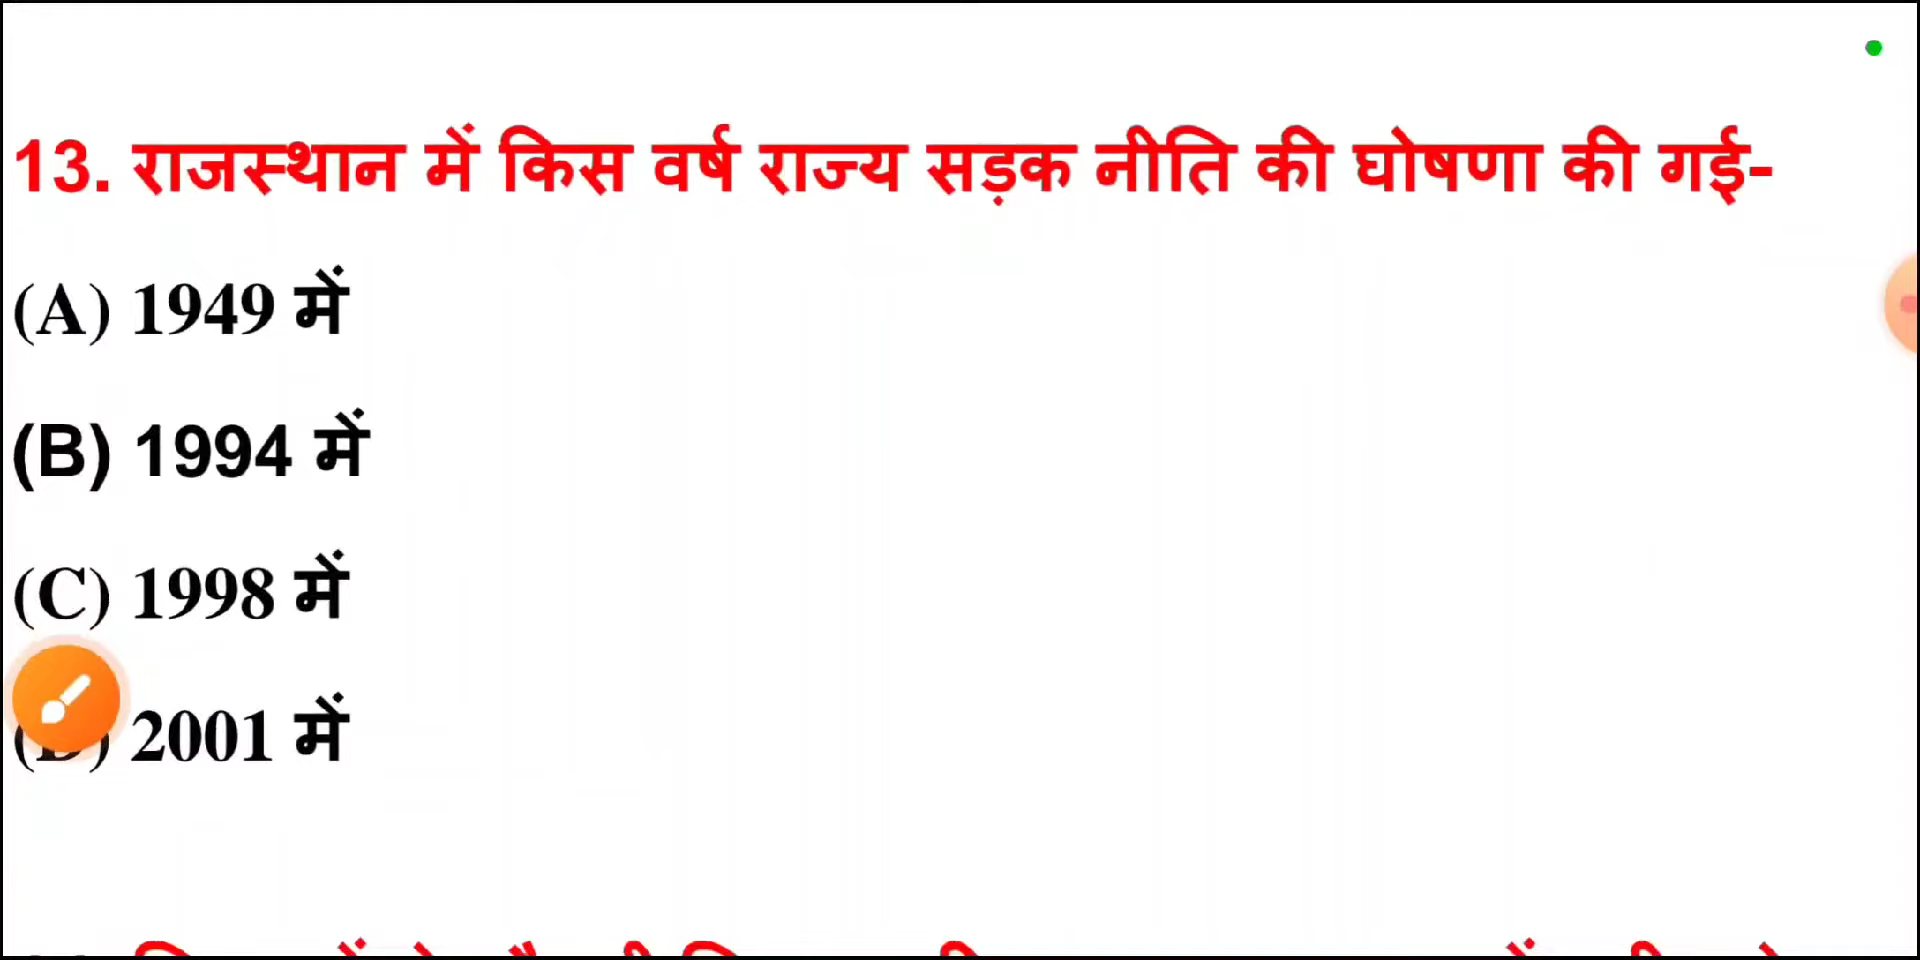 13. राजस्थान में किस वर्ष राज्य सड़क नीति की घोषणा की गई-
(A) 1949 में
(B) 1994 में
(C) 1998 में
(D) 2001 में